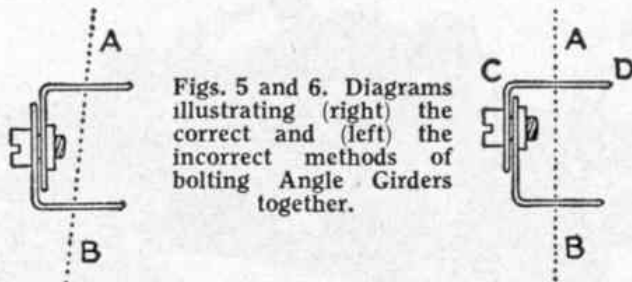 A
B
Figs. 5 and 6. Diagrams
illustrating (right) the
correct and (left) the
incorrect methods of
bolting Angle Girders
together.
A
C
D
B